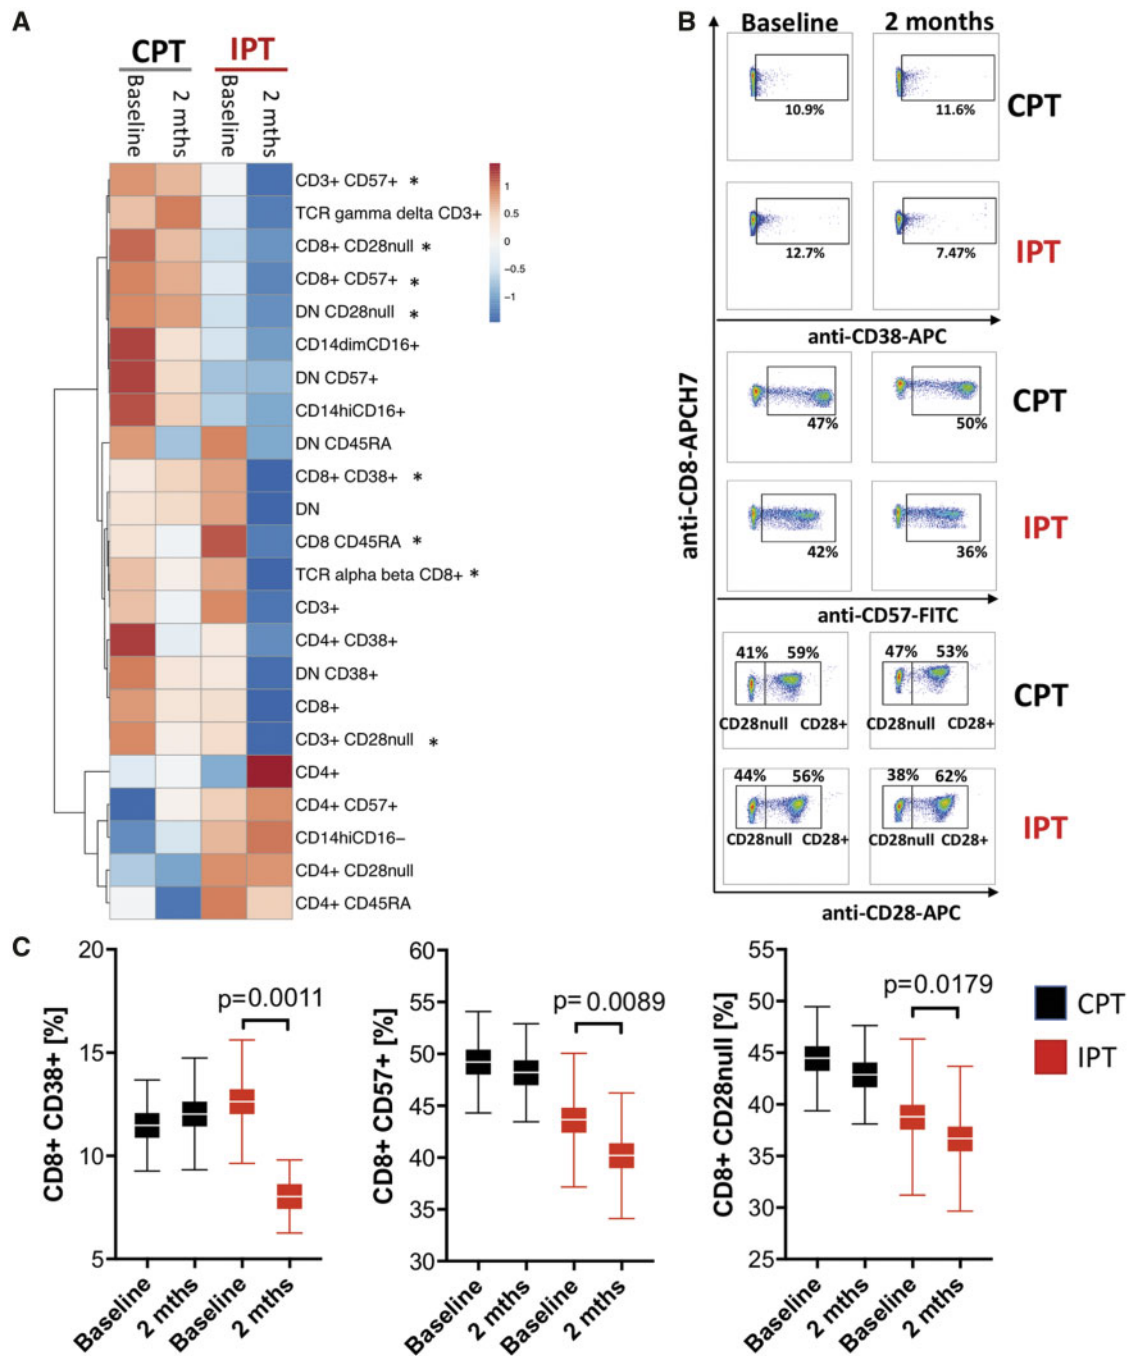 A
CPT IPT
Baseline 2 mths Baseline 2 mths
CD3+ CD57+ *
TCR gamma delta CD3+
CD8+ CD28null *
CD8+ CD57+ *
DN CD28null *
CD14dimCD16+
DN CD57+
CD14hiCD16+
DN CD45RA
CD8+ CD38+ *
DN
CD8 CD45RA *
TCR alpha beta CD8+ *
CD3+
CD4+ CD38+
DN CD38+
CD8+
CD3+ CD28null *
CD4+
CD4+ CD57+
CD14hiCD16−
CD4+ CD28null
CD4+ CD45RA
1
0.5
0
−0.5
−1
B
Baseline 2 months
10.9% 11.6% CPT
12.7% 7.47% IPT
anti-CD38-APC
47% 50% CPT
42% 36% IPT
anti-CD57-FITC
41% 59% 47% 53%
CD28null CD28+ CD28null CD28+ CPT
44% 56% 38% 62%
CD28null CD28+ CD28null CD28+ IPT
anti-CD28-APC
anti-CD8-APCH7
C
CD8+ CD38+ [%]
20
15
10
5
p=0.0011
Baseline 2 mths Baseline 2 mths
CD8+ CD57+ [%]
60
55
50
45
40
35
30
p= 0.0089
Baseline 2 mths Baseline 2 mths
CD8+ CD28null [%]
55
50
45
40
35
30
25
p=0.0179
Baseline 2 mths Baseline 2 mths
CPT
IPT